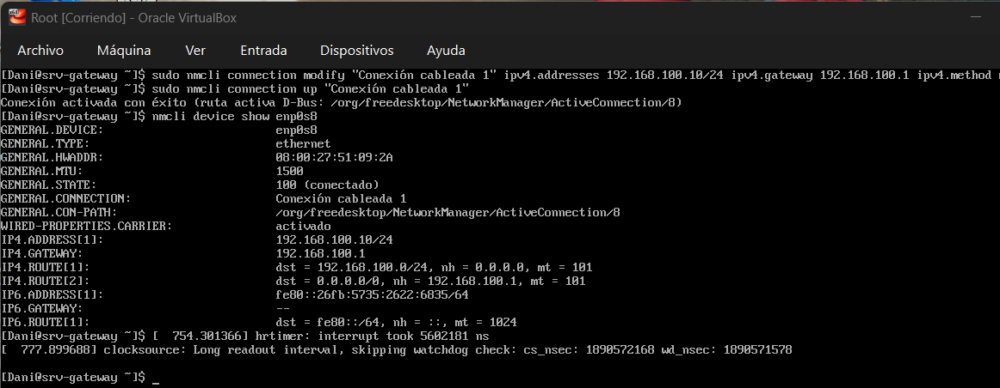 x64
Root [Corriendo] - Oracle VirtualBox
Archivo Máquina Ver Entrada Dispositivos Ayuda
[Dani@srv-gateway ~]$ sudo nmcli connection modify "Conexión cableada 1" ipv4.addresses 192.168.100.10/24 ipv4.gateway 192.168.100.1 ipv4.method
[Dani@srv-gateway ~]$ sudo nmcli connection up "Conexión cableada 1"
Conexión activada con éxito (ruta activa D-Bus: /org/freedesktop/NetworkManager/ActiveConnection/8)
[Dani@srv-gateway ~]$ nmcli device show enp0s8
GENERAL.DEVICE: enp0s8
GENERAL.TYPE: ethernet
GENERAL.HWADDR: 08:00:27:51:09:2A
GENERAL.MTU: 1500
GENERAL.STATE: 100 (conectado)
GENERAL.CONNECTION: Conexión cableada 1
GENERAL.CON-PATH: /org/freedesktop/NetworkManager/ActiveConnection/8
WIRED-PROPERTIES.CARRIER: activado
IP4.ADDRESS[1]: 192.168.100.10/24
IP4.GATEWAY: 192.168.100.1
IP4.ROUTE[1]: dst = 192.168.100.0/24, nh = 0.0.0.0, mt = 101
IP4.ROUTE[2]: dst = 0.0.0.0/0, nh = 192.168.100.1, mt = 101
IP6.ADDRESS[1]: fe80::26fb:5735:2622:6835/64
IP6.GATEWAY: --
IP6.ROUTE[1]: dst = fe80::/64, nh = ::, mt = 1024
[Dani@srv-gateway ~]$ [  754.301366] hrtimer: interrupt took 5602181 ns
[  777.899688] clocksource: Long readout interval, skipping watchdog check: cs_nsec: 1890572168 wd_nsec: 1890571578
[Dani@srv-gateway ~]$ _